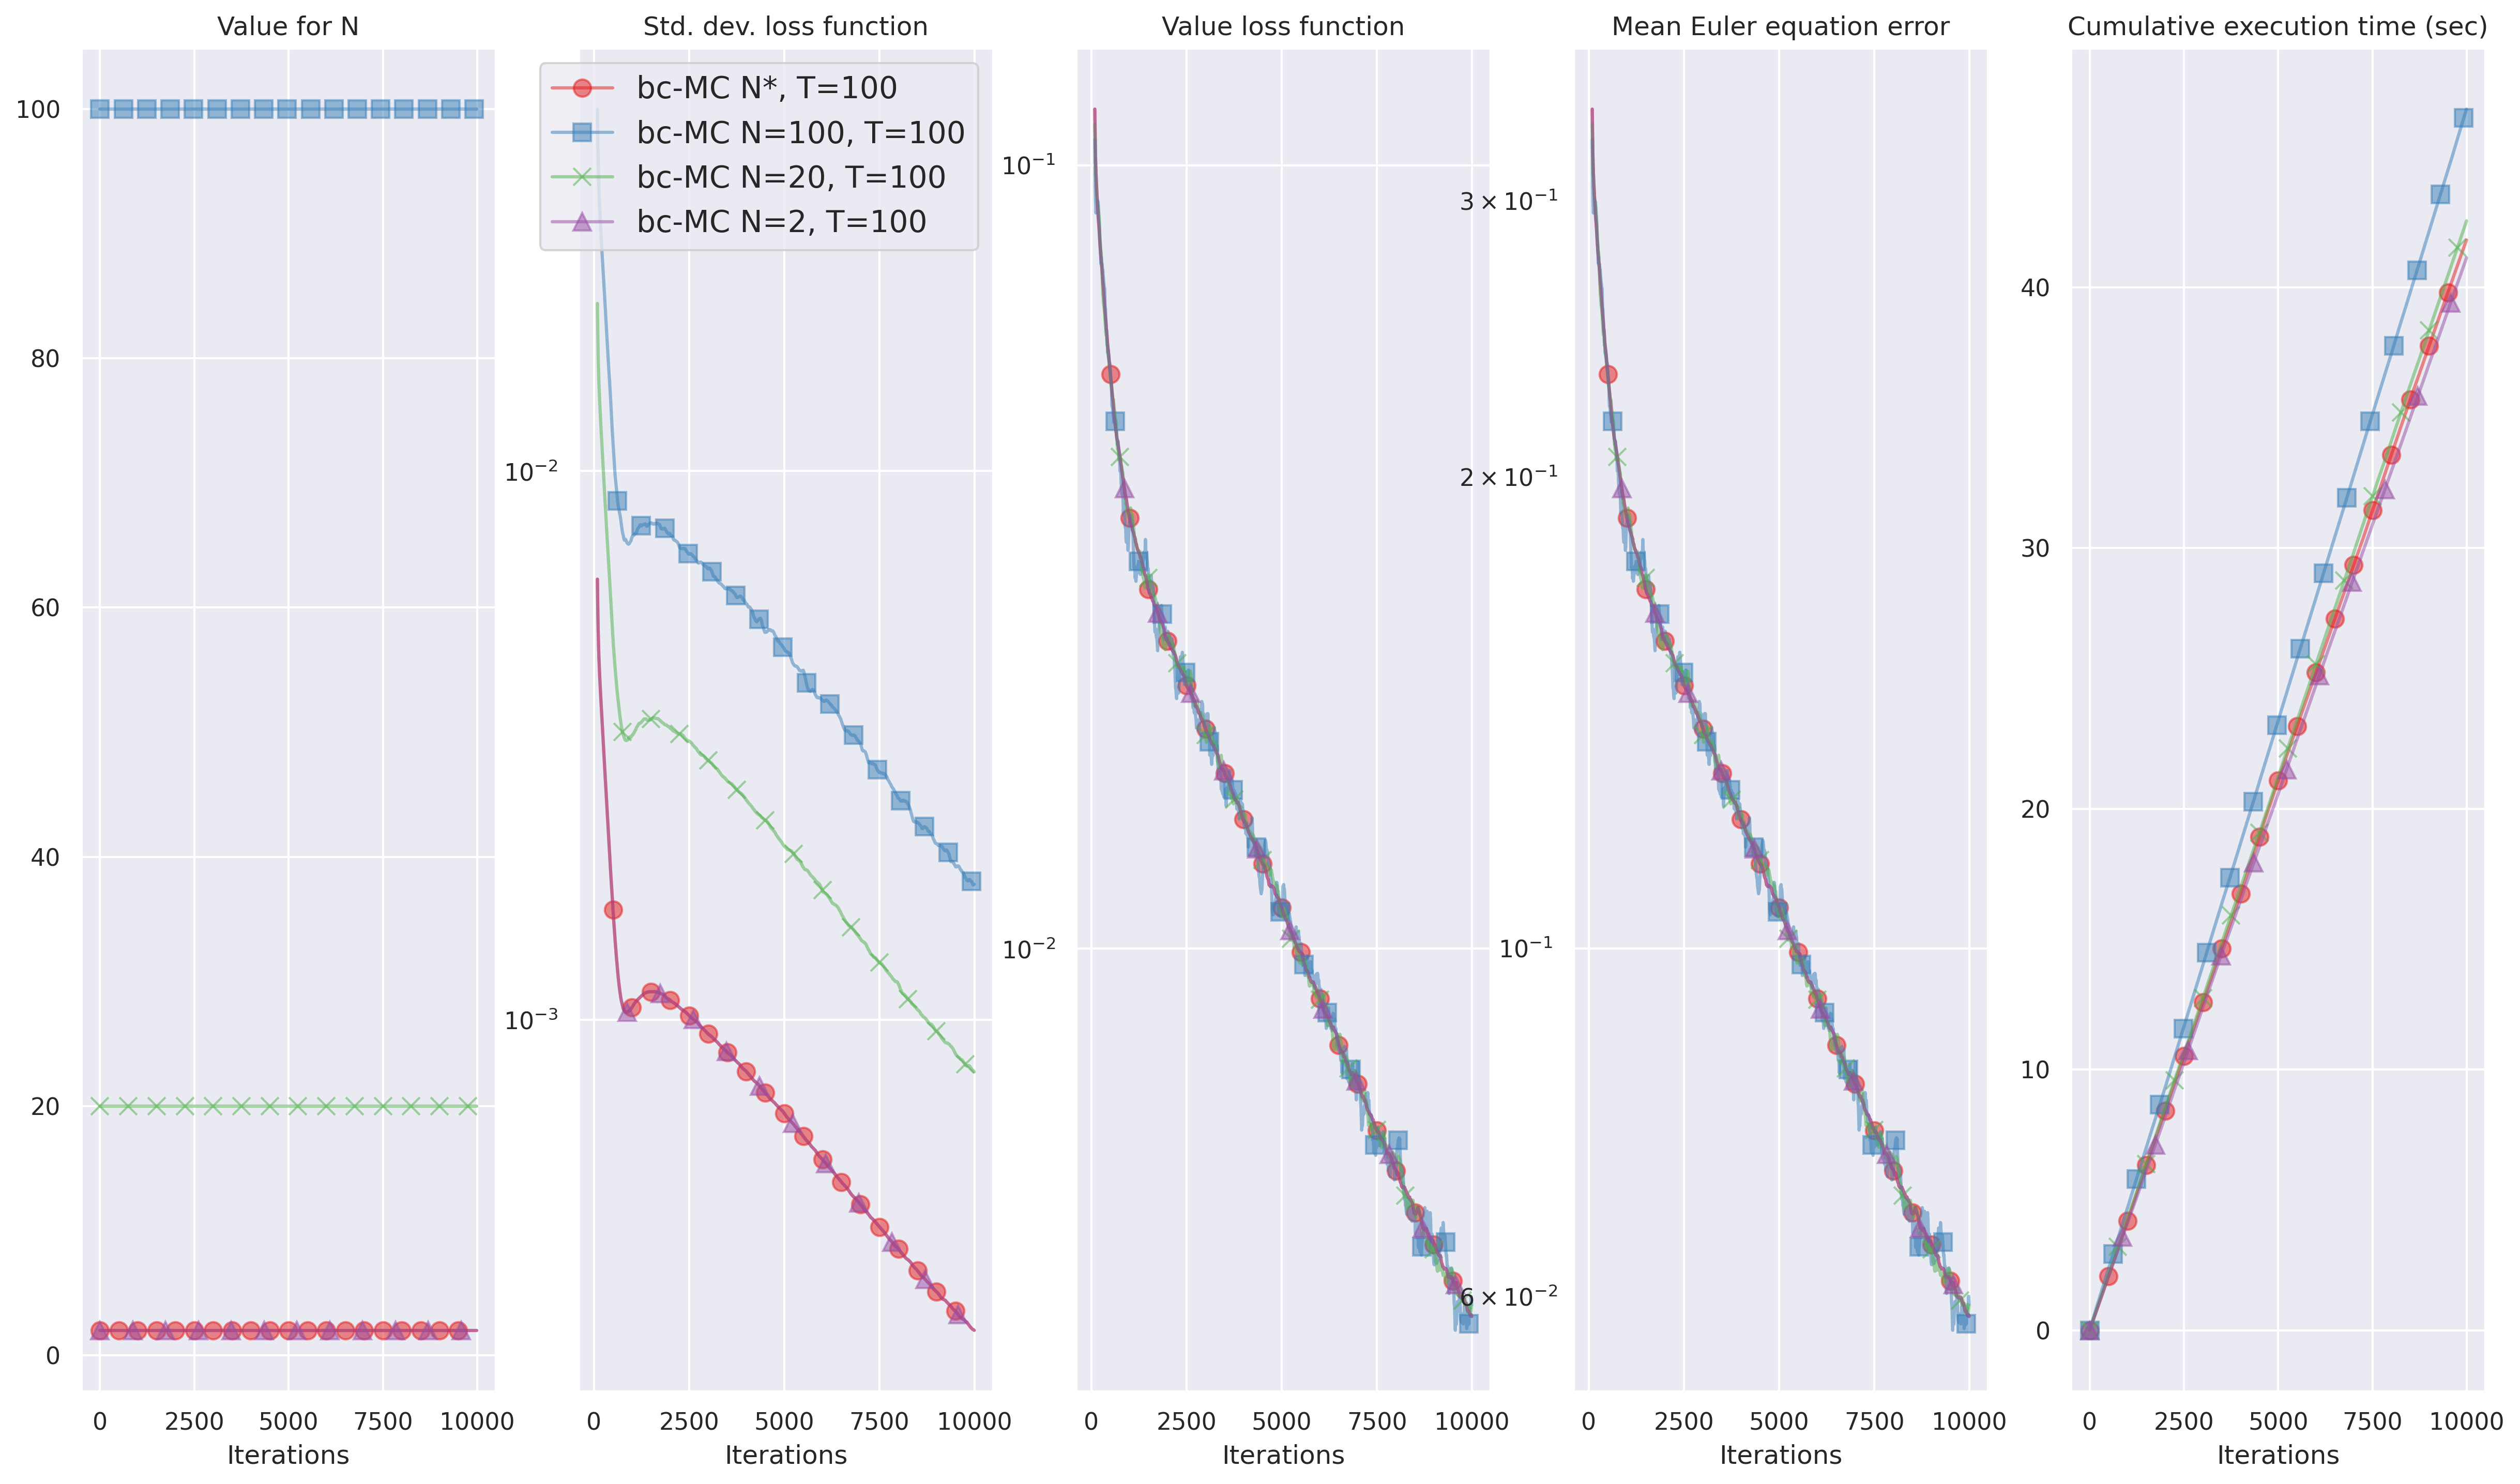 Value for N
Std. dev. loss function
Value loss function
Mean Euler equation error
Cumulative execution time (sec)
bc-MC N*, T=100
bc-MC N=100, T=100
bc-MC N=20, T=100
bc-MC N=2, T=100
100
80
60
40
20
0
0 2500 5000 7500 10000
Iterations
10⁻²
10⁻³
0 2500 5000 7500 10000
Iterations
10⁻¹
10⁻²
0 2500 5000 7500 10000
Iterations
3 × 10⁻¹
2 × 10⁻¹
10⁻¹
6 × 10⁻²
0 2500 5000 7500 10000
Iterations
40
30
20
10
0
0 2500 5000 7500 10000
Iterations